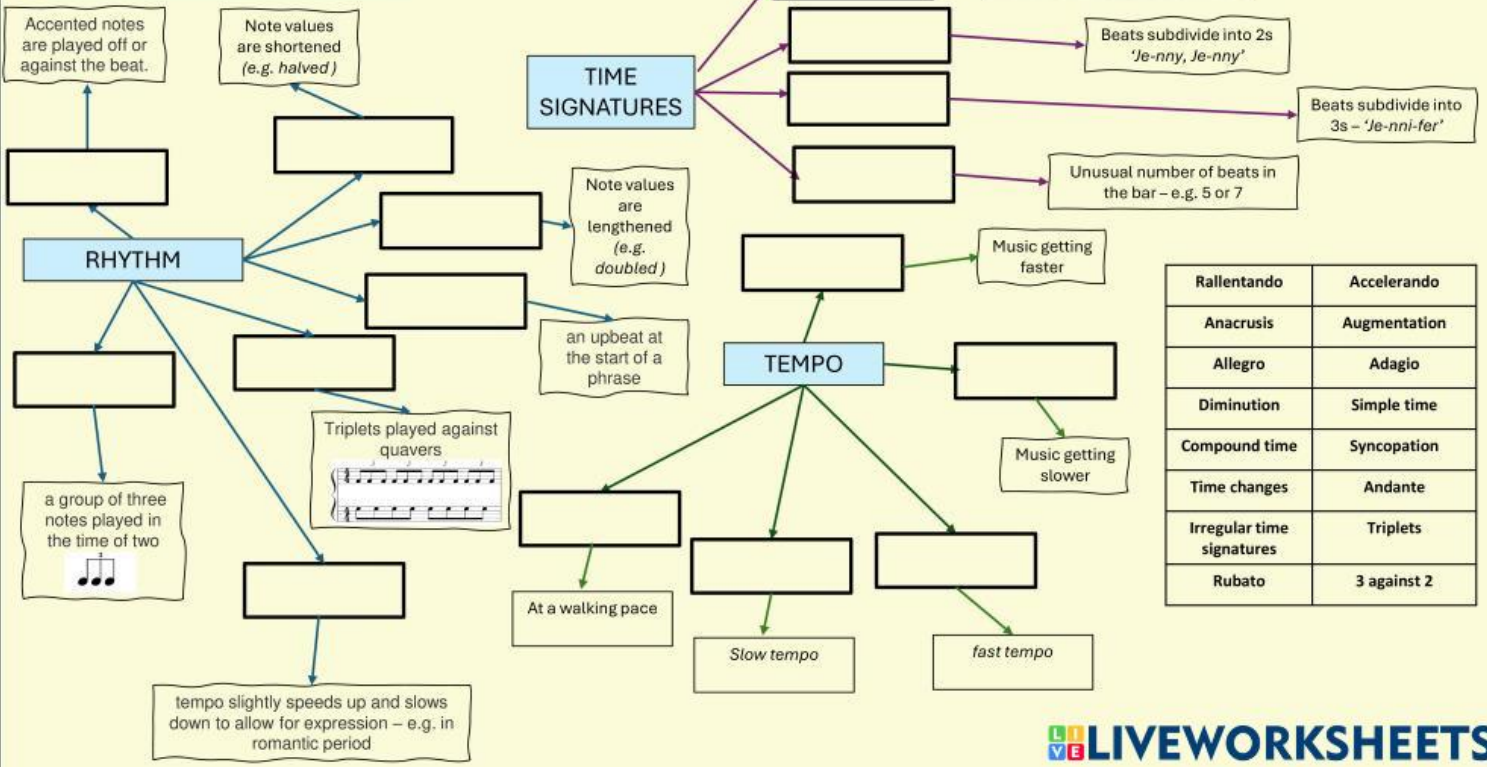 Accented notes
are played off or
against the beat.
Note values
are shortened
(e.g. halved )
TIME
SIGNATURES
Beats subdivide into 2s
‘Je-nny, Je-nny’
Beats subdivide into
3s – ‘Je-nni-fer’
Unusual number of beats in
the bar – e.g. 5 or 7
Note values
are
lengthened
(e.g.
doubled )
RHYTHM
an upbeat at
the start of a
phrase
Triplets played against
quavers
a group of three
notes played in
the time of two
3
tempo slightly speeds up and slows
down to allow for expression – e.g. in
romantic period
Music getting
faster
TEMPO
Music getting
slower
At a walking pace
Slow tempo
fast tempo
Rallentando Accelerando
Anacrusis Augmentation
Allegro Adagio
Diminution Simple time
Compound time Syncopation
Time changes Andante
Irregular time
signatures Triplets
Rubato 3 against 2
LIVE LIVEWORKSHEETS